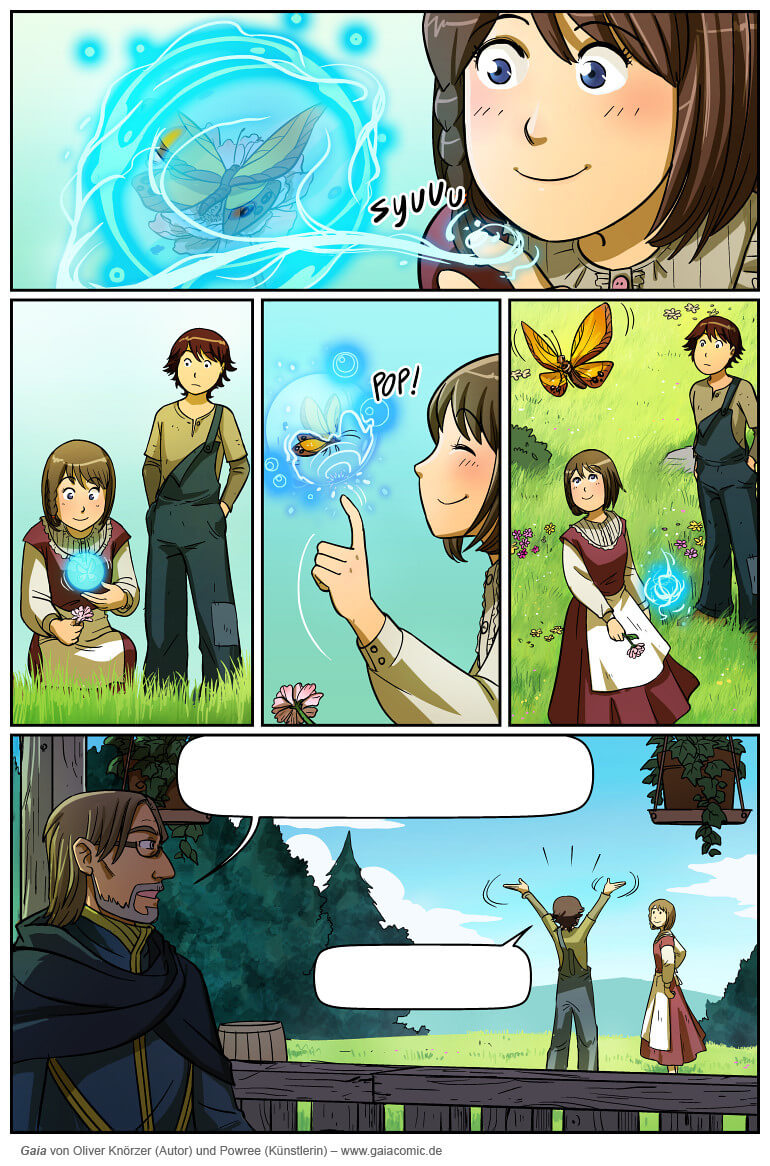 SYUUU
POP!
Gaia von Oliver Knörzer (Autor) und Powree (Künstlerin) – www.gaiacomic.de